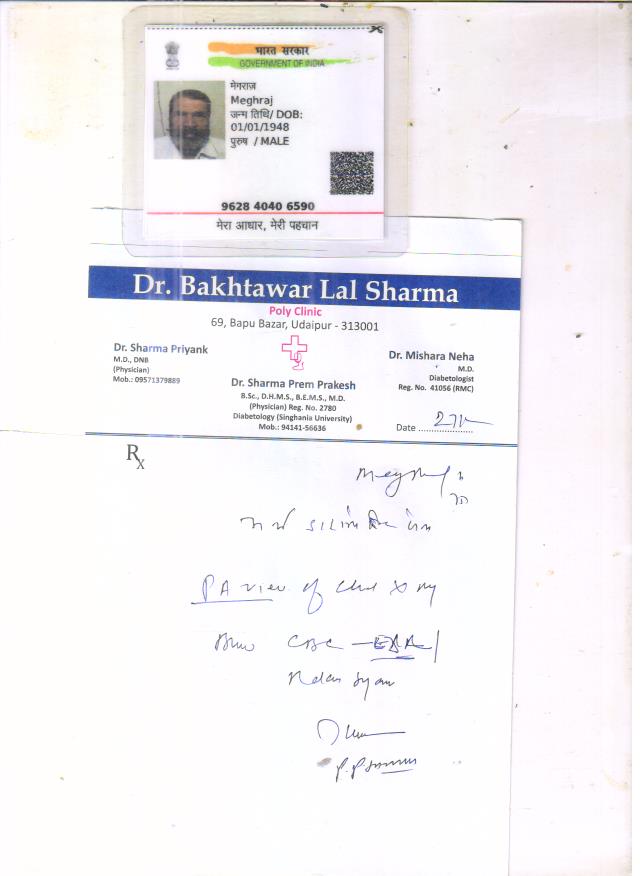 भारत सरकार
GOVERNMENT OF INDIA
मेगराज
Meghraj
जन्म तिथि/ DOB:
01/01/1948
पुरुष / MALE
9628 4040 6590
मेरा आधार, मेरी पहचान
Dr. Bakhtawar Lal Sharma
Poly Clinic
69, Bapu Bazar, Udaipur - 313001
Dr. Sharma Priyank
M.D., DNB
(Physician)
Mob.: 09571379889
Dr. Sharma Prem Prakesh
B.Sc., D.H.M.S., B.E.M.S., M.D.
(Physician) Reg. No. 2780
Diabetology (Singhania University)
Mob.: 94141-56636
Dr. Mishara Neha
M.D.
Diabetologist
Reg. No. 41056 (RMC)
Date
Rx
PA view of Chest X ray
CBC